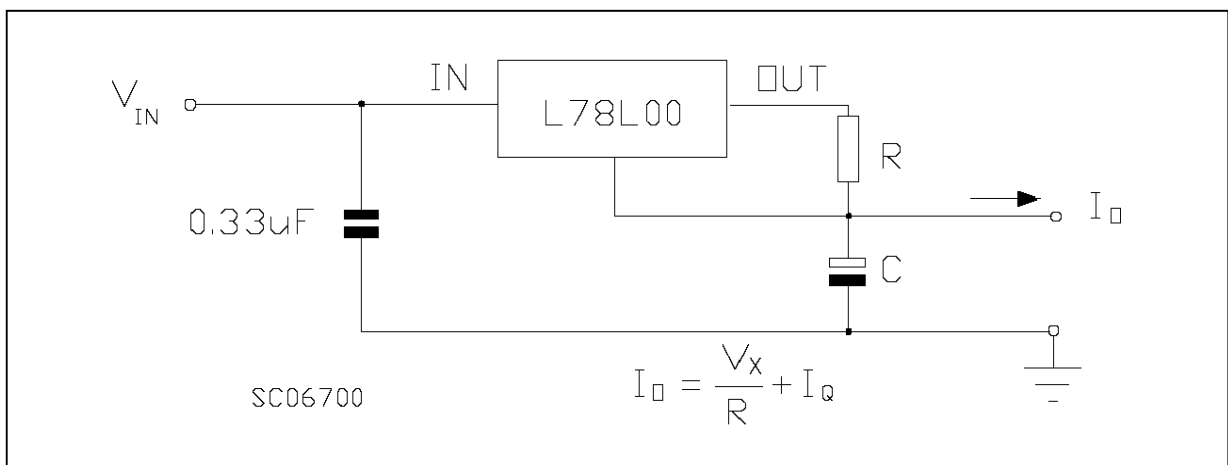 V_IN
IN
L78L00
OUT
R
0.33uF
I_O
C
I_O = V_X/R + I_Q
SC06700